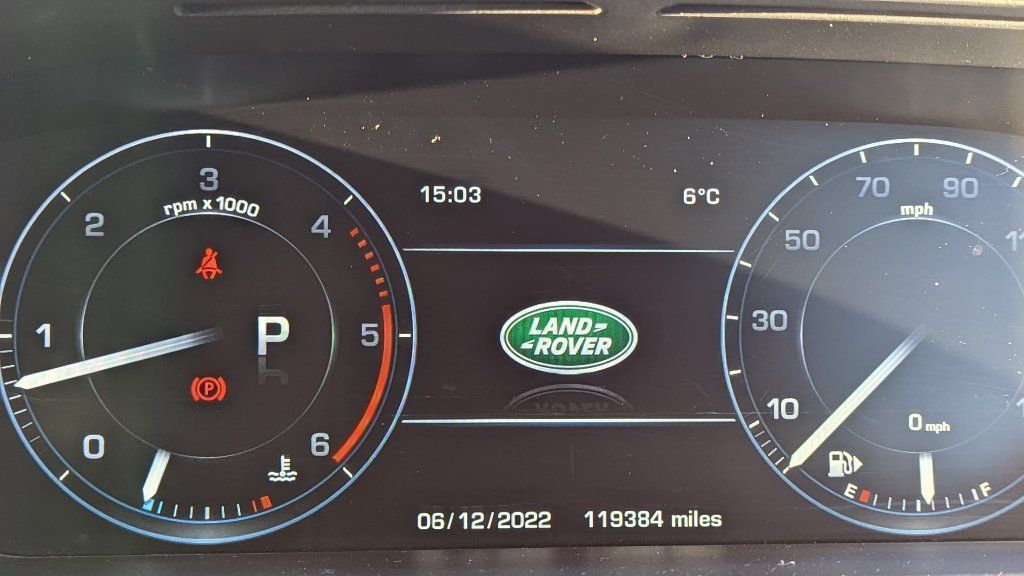 15:03
6°C
3
rpm x 1000
2
4
1
5
0
6
P
P
LAND-
-ROVER
70
90
mph
50
30
10
0 mph
E
F
06/12/2022
119384 miles